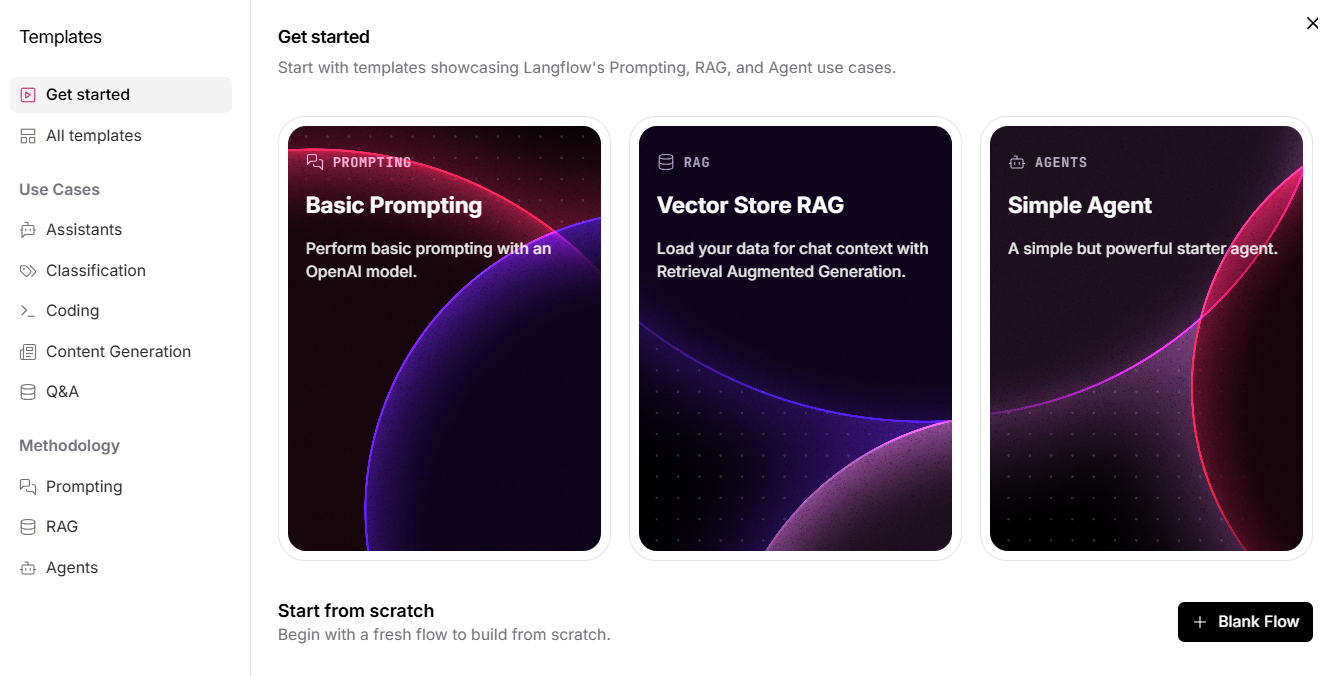 Templates
Get started
All templates
Use Cases
Assistants
Classification
Coding
Content Generation
Q&A
Methodology
Prompting
RAG
Agents
Get started
Start with templates showcasing Langflow's Prompting, RAG, and Agent use cases.
PROMPTING
Basic Prompting
Perform basic prompting with an
OpenAI model.
RAG
Vector Store RAG
Load your data for chat context with
Retrieval Augmented Generation.
AGENTS
Simple Agent
A simple but powerful starter agent.
Start from scratch
Begin with a fresh flow to build from scratch.
Blank Flow